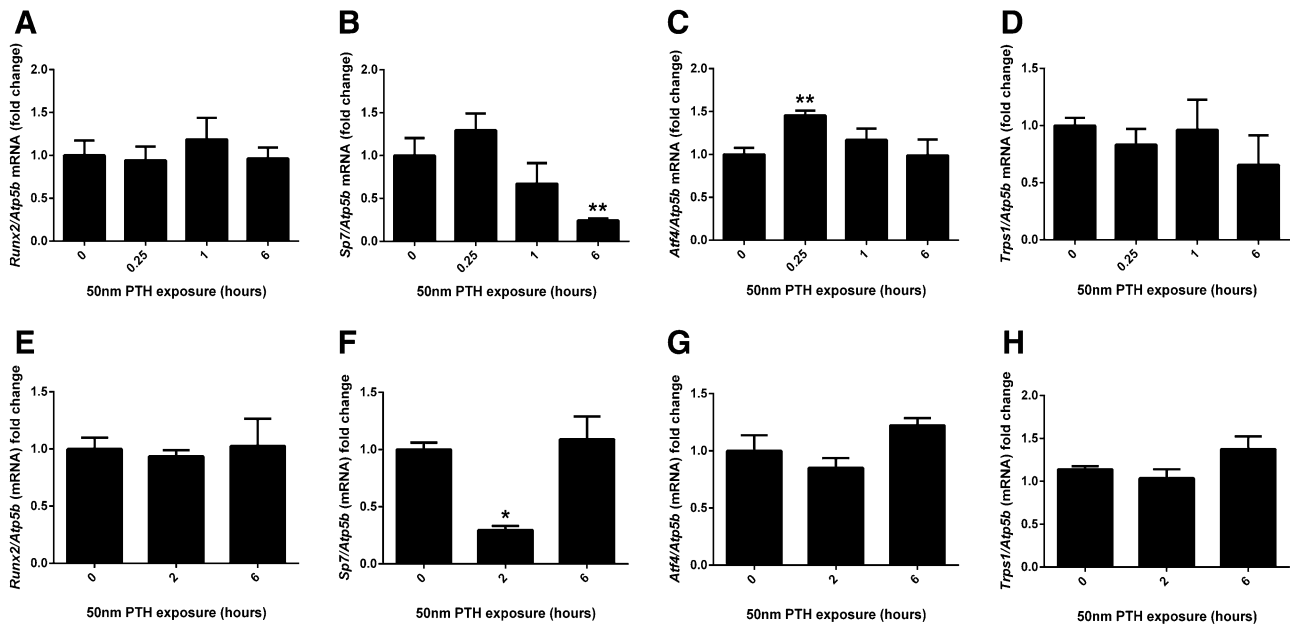 A
Runx2/Atp5b mRNA (fold change)
2.0
1.5
1.0
0.5
0.0
0 0.25 1 6
50nm PTH exposure (hours)
B
Sp7/Atp5b mRNA (fold change)
2.0
1.5
1.0
0.5
0.0
**
0 0.25 1 6
50nm PTH exposure (hours)
C
Atf4/Atp5b mRNA (fold change)
2.0
1.5
1.0
0.5
0.0
**
0 0.25 1 6
50nm PTH exposure (hours)
D
Trps1/Atp5b mRNA (fold change)
1.5
1.0
0.5
0.0
0 0.25 1 6
50nm PTH exposure (hours)
E
Runx2/Atp5b (mRNA) fold change
1.5
1.0
0.5
0.0
0 2 6
50nm PTH exposure (hours)
F
Sp7/Atp5b (mRNA) fold change
1.5
1.0
0.5
0.0
*
0 2 6
50nm PTH exposure (hours)
G
Atf4/Atp5b (mRNA) fold change
1.5
1.0
0.5
0.0
0 2 6
50nm PTH exposure (hours)
H
Trps1/Atp5b (mRNA) fold change
2.0
1.5
1.0
0.5
0.0
0 2 6
50nm PTH exposure (hours)